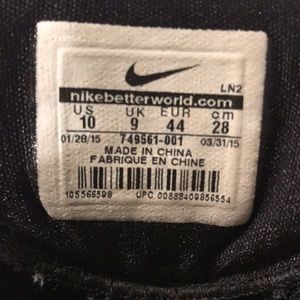 LN2
nikebetterworld.com
US UK EUR cm
10 9 44 28
01/28/15 749561-001 03/31/15
MADE IN CHINA
FABRIQUE EN CHINE
105566598 UPC 00888409856554